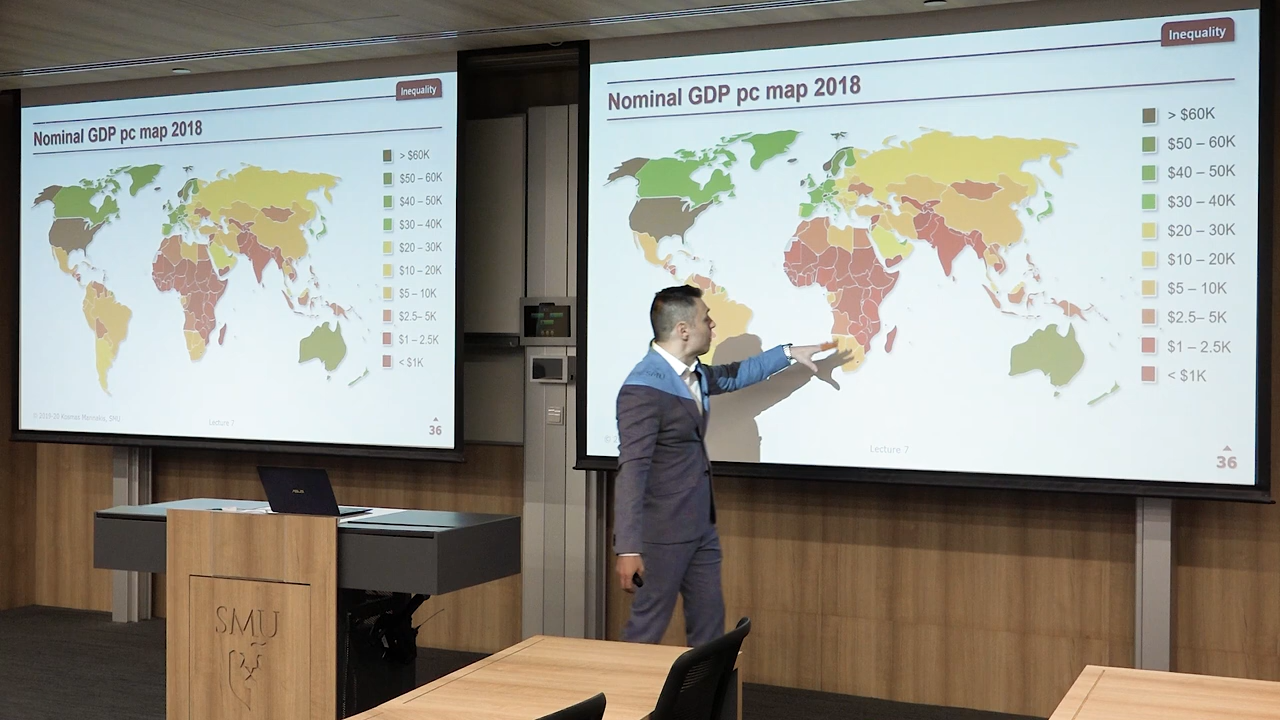 Inequality
Nominal GDP pc map 2018
> $60K
$50 – 60K
$40 – 50K
$30 – 40K
$20 – 30K
$10 – 20K
$5 – 10K
$2.5 – 5K
$1 – 2.5K
< $1K
Lecture 7
36
Inequality
Nominal GDP pc map 2018
> $60K
$50 – 60K
$40 – 50K
$30 – 40K
$20 – 30K
$10 – 20K
$5 – 10K
$2.5– 5K
$1 – 2.5K
< $1K
Lecture 7
36
ASUS
SMU